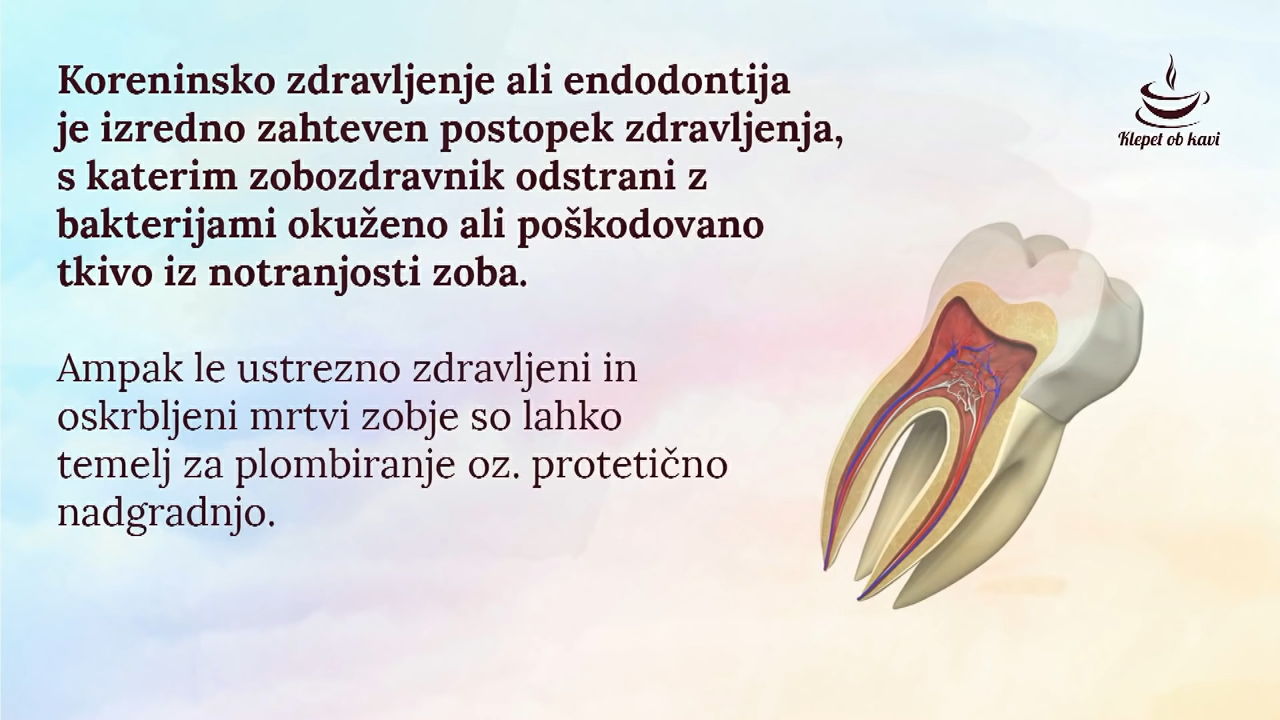 Koreninsko zdravljenje ali endodontija
je izredno zahteven postopek zdravljenja,
s katerim zobozdravnik odstrani z
bakterijami okuženo ali poškodovano
tkivo iz notranjosti zoba.
Ampak le ustrezno zdravljeni in
oskrbljeni mrtvi zobje so lahko
temelj za plombiranje oz. protetično
nadgradnjo.
Klepet ob kavi